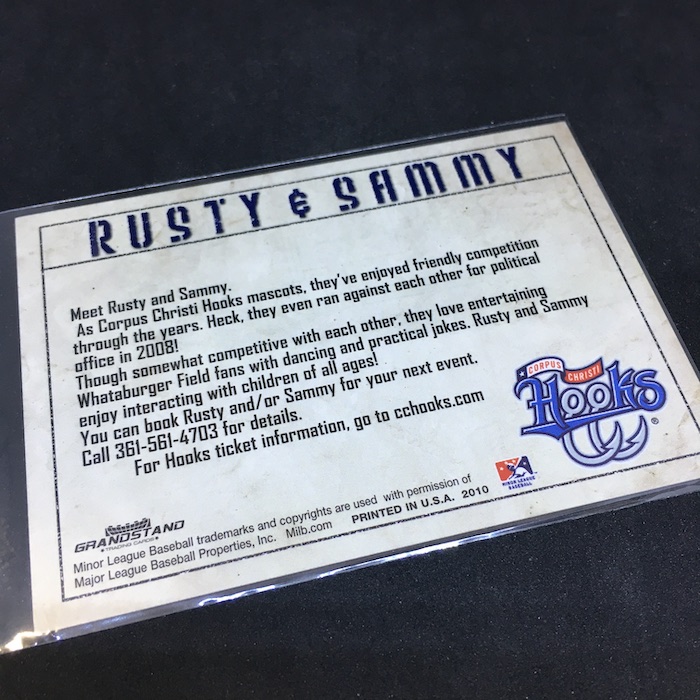 RUSTY & SAMMY
Meet Rusty and Sammy.
As Corpus Christi Hooks mascots, they've enjoyed friendly competition
through the years. Heck, they even ran against each other for political
office in 2008!
Though somewhat competitive with each other, they love entertaining
Whataburger Field fans with dancing and practical jokes. Rusty and Sammy
enjoy interacting with children of all ages!
You can book Rusty and/or Sammy for your next event.
Call 361-561-4703 for details.
For Hooks ticket information, go to cchooks.com
CORPUS CHRISTI
Hooks
®
GRANDSTAND
TRADING CARDS
MINOR LEAGUE
BASEBALL
Minor League Baseball trademarks and copyrights are used with permission of
Major League Baseball Properties, Inc. Milb.com PRINTED IN U.S.A. 2010